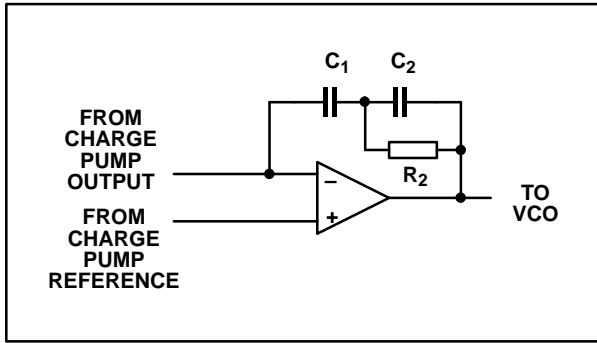 C1
C2
FROM
CHARGE
PUMP
OUTPUT
R2
−
+
TO
VCO
FROM
CHARGE
PUMP
REFERENCE